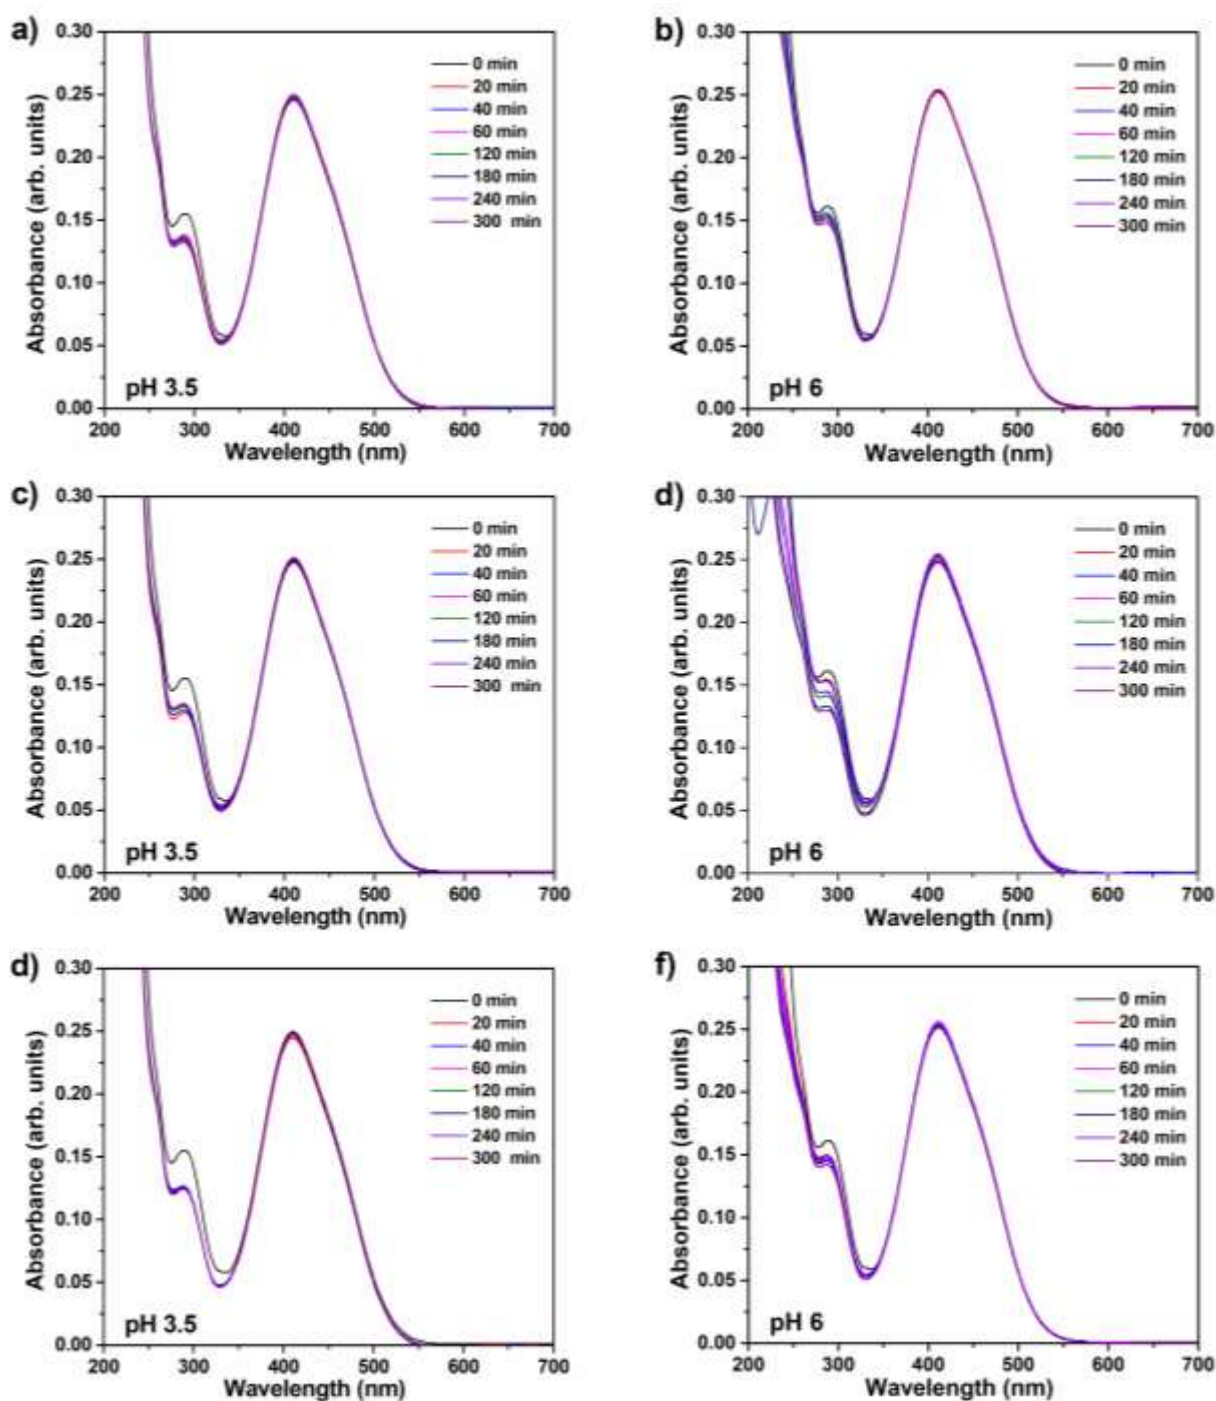 a)
0.30
0.25
0.20
0.15
0.10
0.05
0.00
Absorbance (arb. units)
0 min
20 min
40 min
60 min
120 min
180 min
240 min
300 min
pH 3.5
200 300 400 500 600 700
Wavelength (nm)
b)
0.30
0.25
0.20
0.15
0.10
0.05
0.00
Absorbance (arb. units)
0 min
20 min
40 min
60 min
120 min
180 min
240 min
300 min
pH 6
200 300 400 500 600 700
Wavelength (nm)
c)
0.30
0.25
0.20
0.15
0.10
0.05
0.00
Absorbance (arb. units)
0 min
20 min
40 min
60 min
120 min
180 min
240 min
300 min
pH 3.5
200 300 400 500 600 700
Wavelength (nm)
d)
0.30
0.25
0.20
0.15
0.10
0.05
0.00
Absorbance (arb. units)
0 min
20 min
40 min
60 min
120 min
180 min
240 min
300 min
pH 6
200 300 400 500 600 700
Wavelength (nm)
d)
0.30
0.25
0.20
0.15
0.10
0.05
0.00
Absorbance (arb. units)
0 min
20 min
40 min
60 min
120 min
180 min
240 min
300 min
pH 3.5
200 300 400 500 600 700
Wavelength (nm)
f)
0.30
0.25
0.20
0.15
0.10
0.05
0.00
Absorbance (arb. units)
0 min
20 min
40 min
60 min
120 min
180 min
240 min
300 min
pH 6
200 300 400 500 600 700
Wavelength (nm)